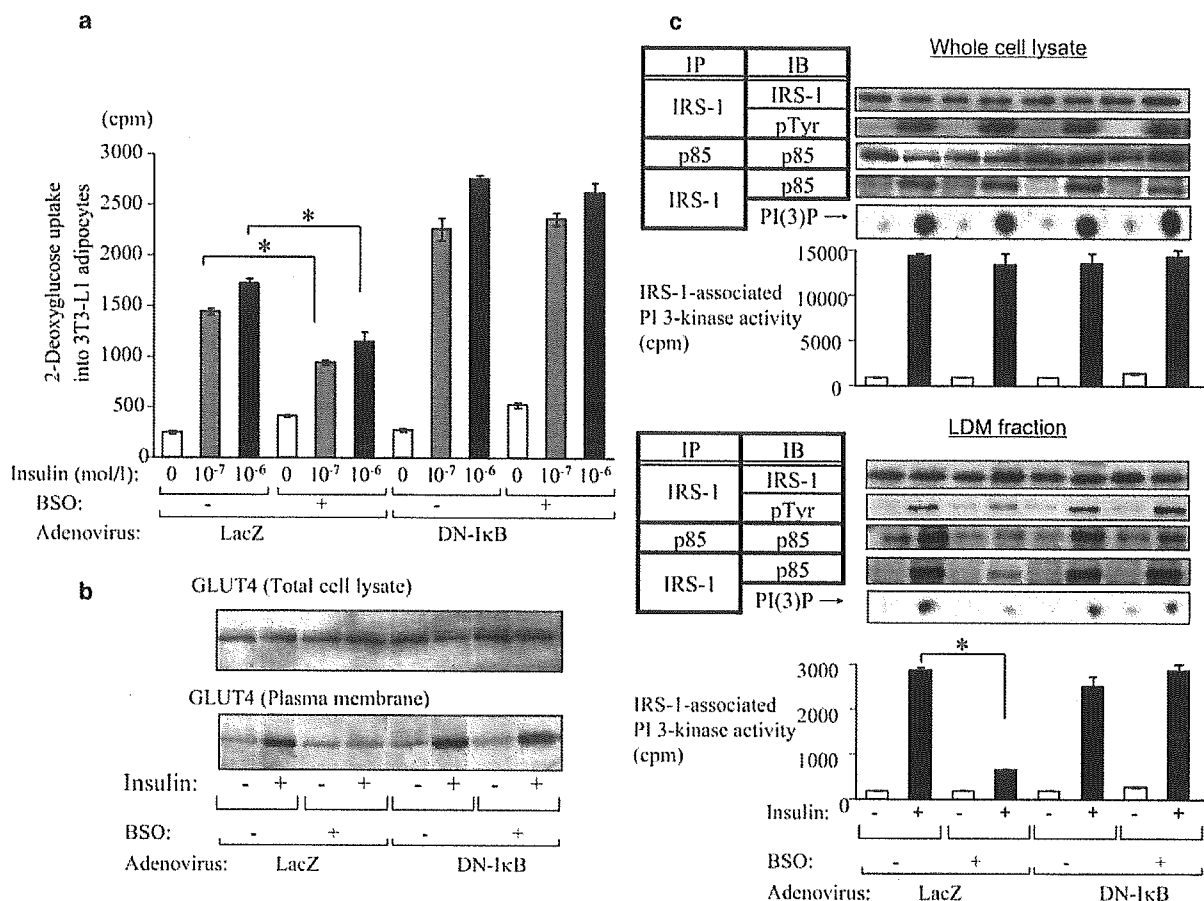 a
(cpm)
3000
2500
2000
1500
1000
500
0
2-Deoxyglucose uptake
into 3T3-L1 adipocytes
*
*
Insulin (mol/l): 0 10⁻⁷ 10⁻⁶ 0 10⁻⁷ 10⁻⁶ 0 10⁻⁷ 10⁻⁶ 0 10⁻⁷ 10⁻⁶
BSO: - + - +
Adenovirus: LacZ DN-IκB
b
GLUT4 (Total cell lysate)
GLUT4 (Plasma membrane)
Insulin: - + - + - + - +
BSO: - + - +
Adenovirus: LacZ DN-IκB
c
Whole cell lysate
IP IB
IRS-1 IRS-1
pTyr
p85 p85
IRS-1 p85
PI(3)P →
15000
10000
5000
0
IRS-1-associated
PI 3-kinase activity
(cpm)
LDM fraction
IP IB
IRS-1 IRS-1
pTyr
p85 p85
IRS-1 p85
PI(3)P →
*
3000
2000
1000
0
IRS-1-associated
PI 3-kinase activity
(cpm)
Insulin: - + - + - + - +
BSO: - + - +
Adenovirus: LacZ DN-IκB